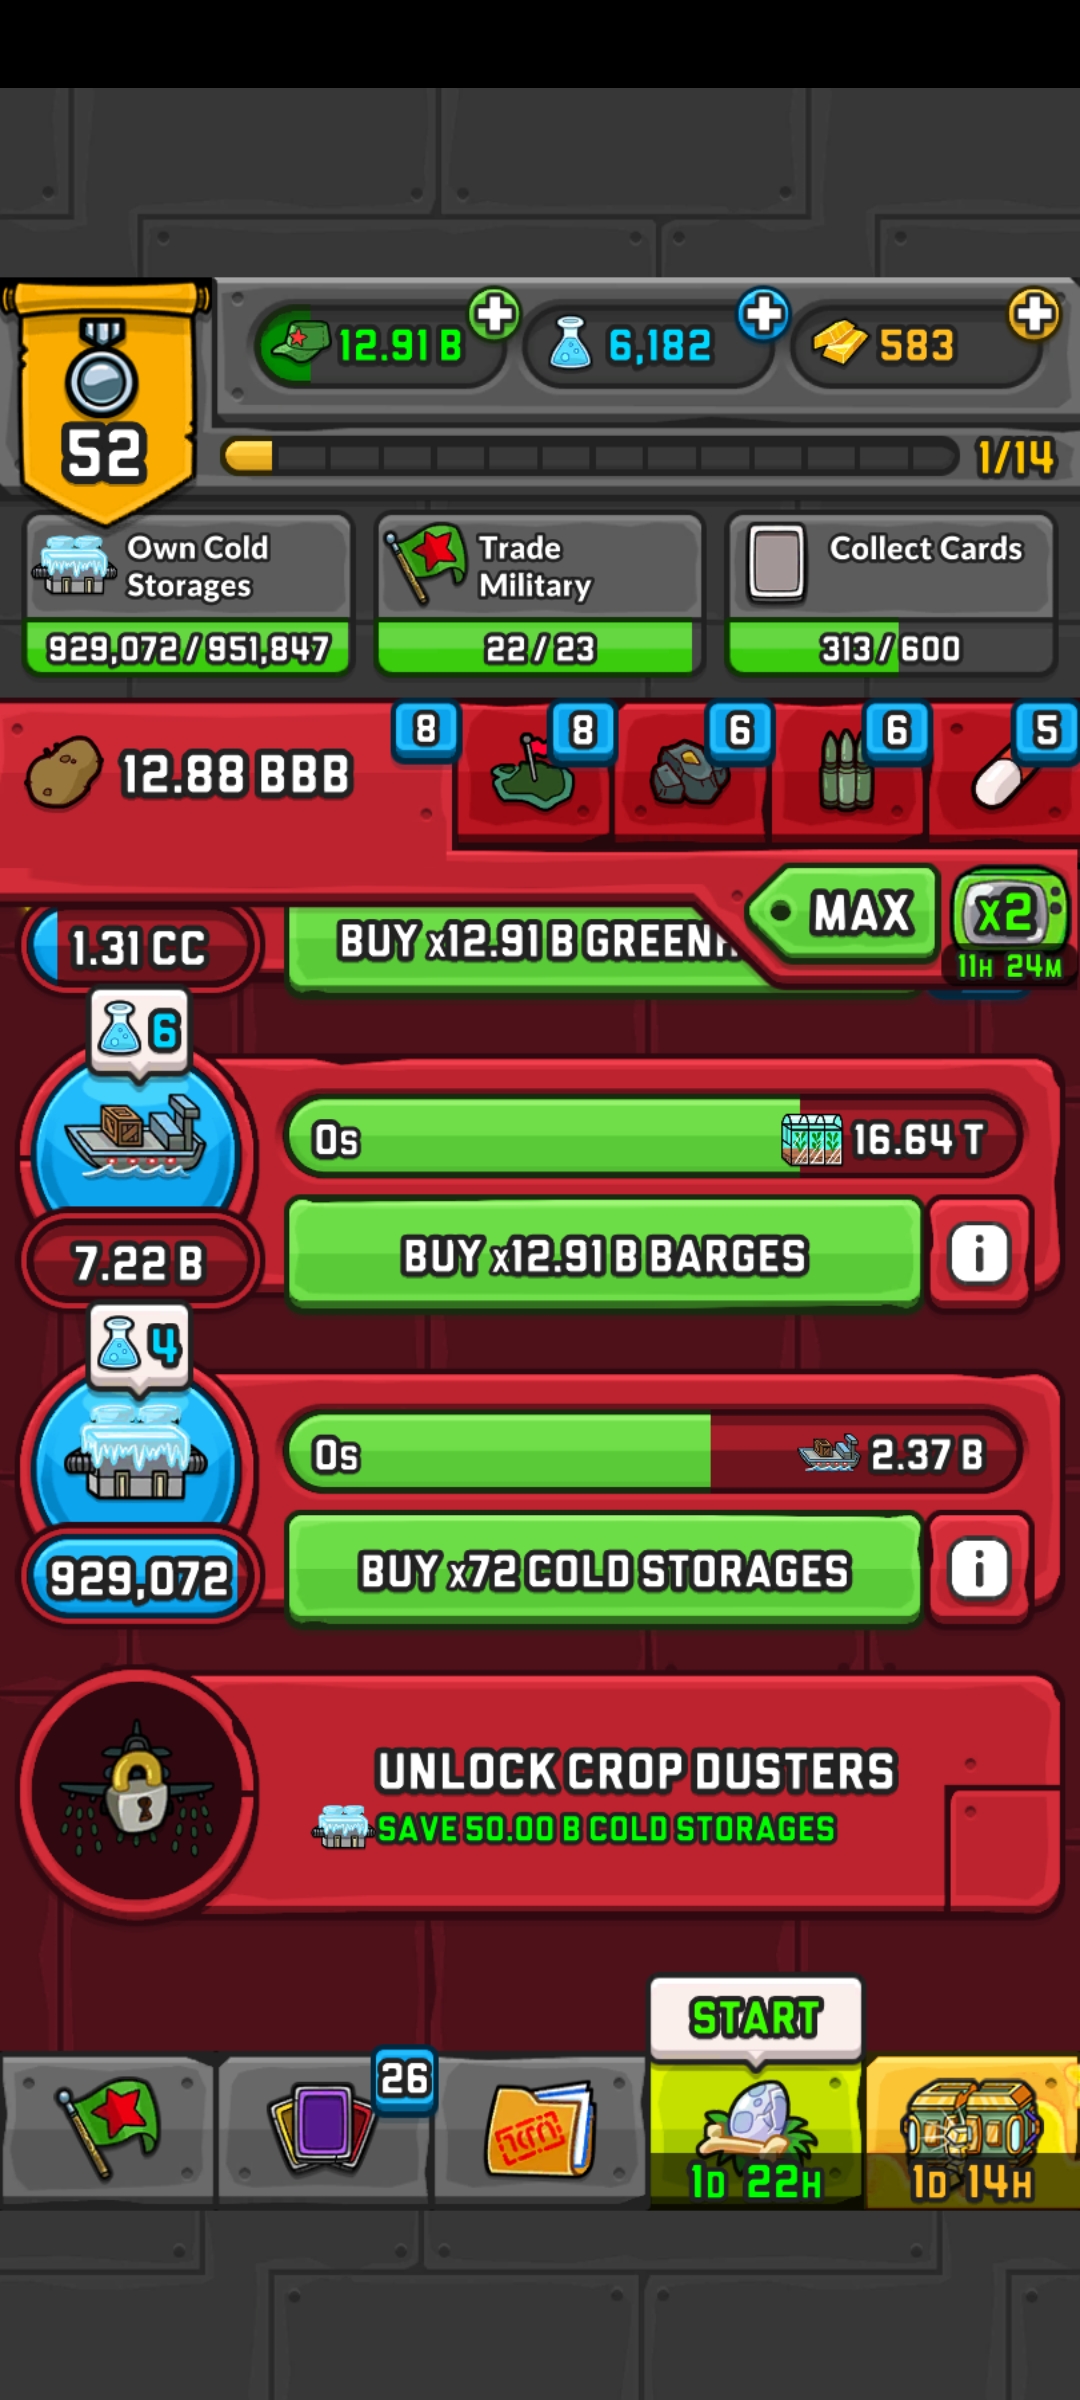 12.91 B
6,182
583
52
1/14
Own Cold
Storages
929,072/951,847
Trade
Military
22/23
Collect Cards
313/600
12.88 BBB
8
8
6
6
5
MAX
x2
11H 24M
1.31 CC
BUY x12.91 B GREENH
6
0s
16.64 T
7.22 B
BUY x12.91 B BARGES
i
4
0s
2.37 B
929,072
BUY x72 COLD STORAGES
i
UNLOCK CROP DUSTERS
SAVE 50.00 B COLD STORAGES
START
26
1D 22H
1D 14H